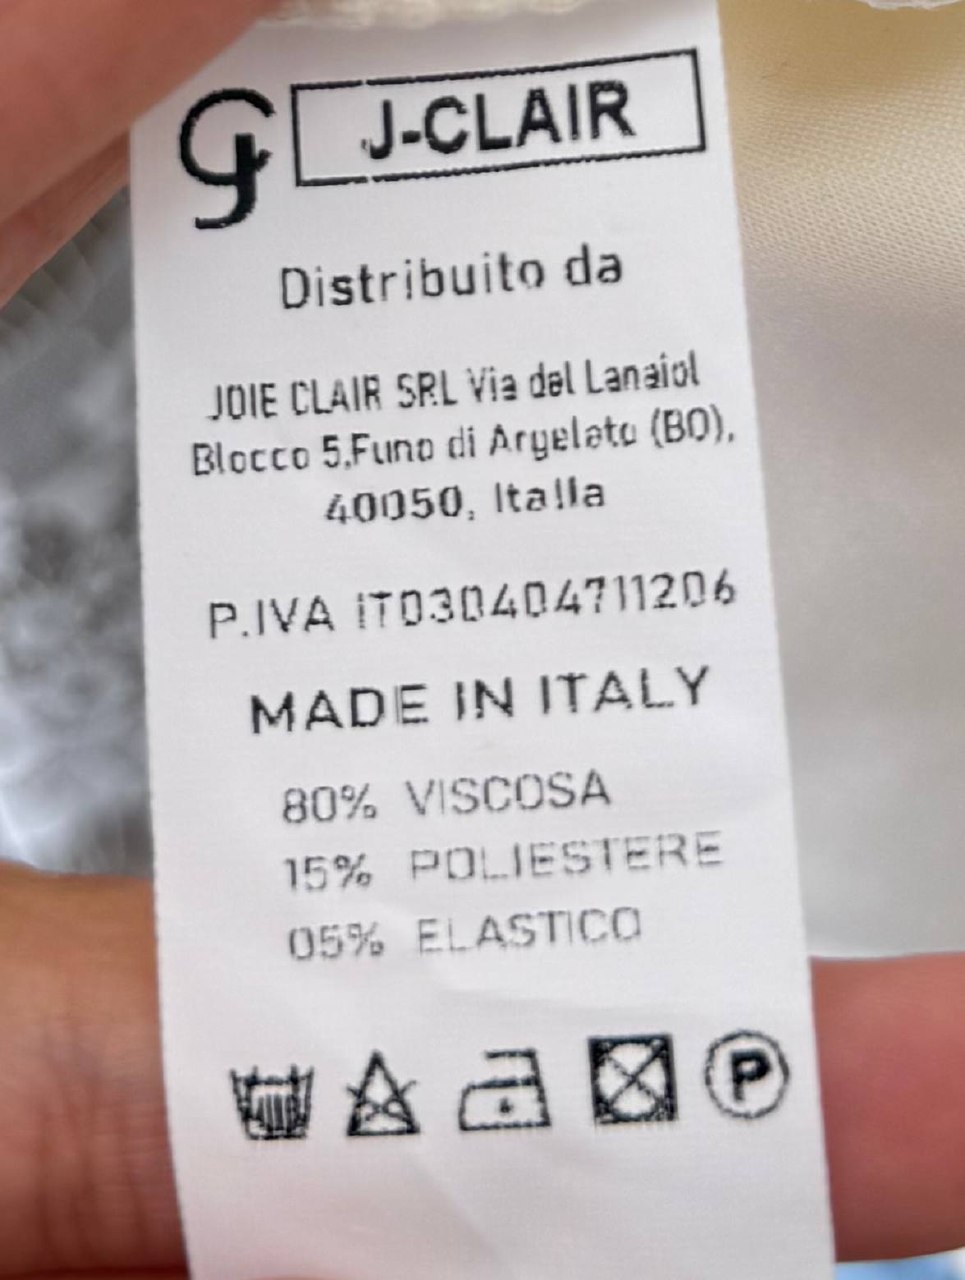 J-CLAIR
Distribuito da
JOIE CLAIR SRL Via del Lanaiol
Blocco 5,Funo di Argelato (BO),
40050, Italia
P.IVA IT030404711206
MADE IN ITALY
80% VISCOSA
15% POLIESTERE
05% ELASTICO
P